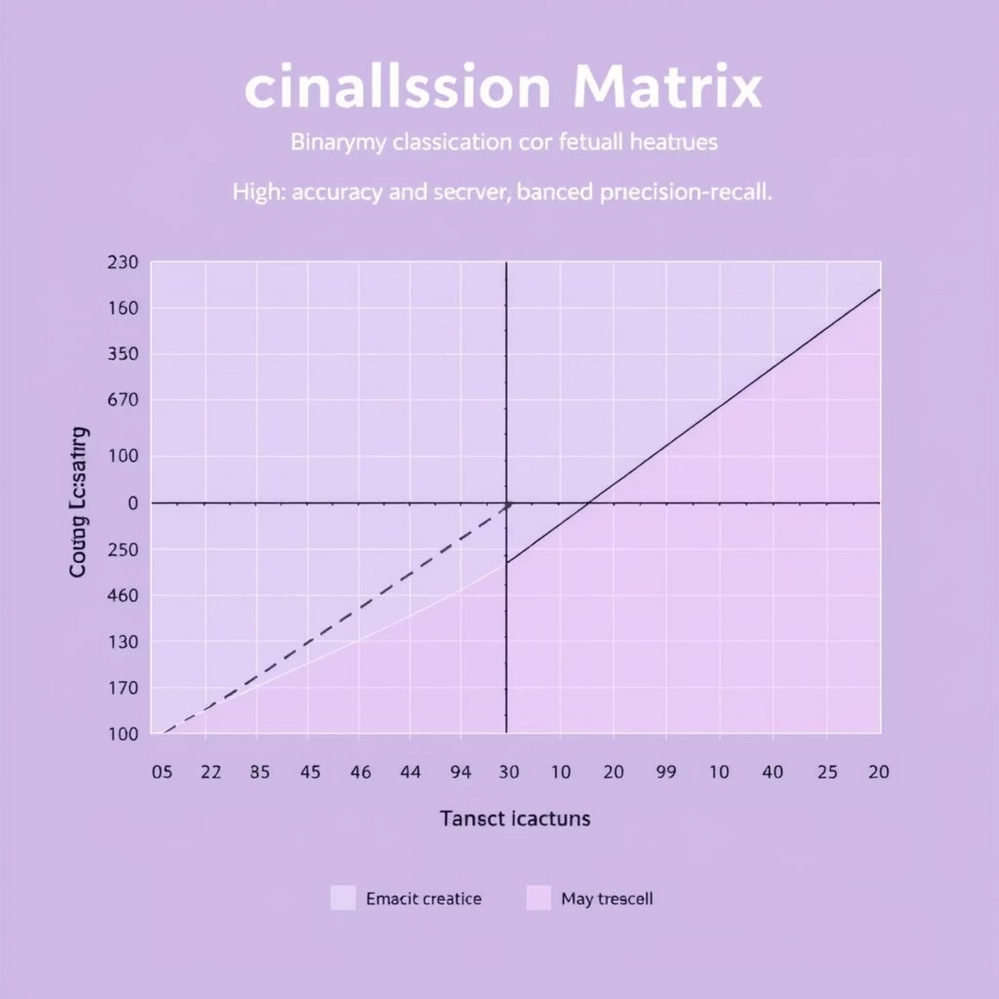 cinallssion Matrix
Binarymy classication cor fetuall heatrues
High: accuracy and secrver, banced precision-recall.
230
160
350
670
100
0
250
460
130
170
100
05 22 85 45 46 44 94 30 10 20 99 10 40 25 20
Tansct icactuns
Emacit creatice May trescell